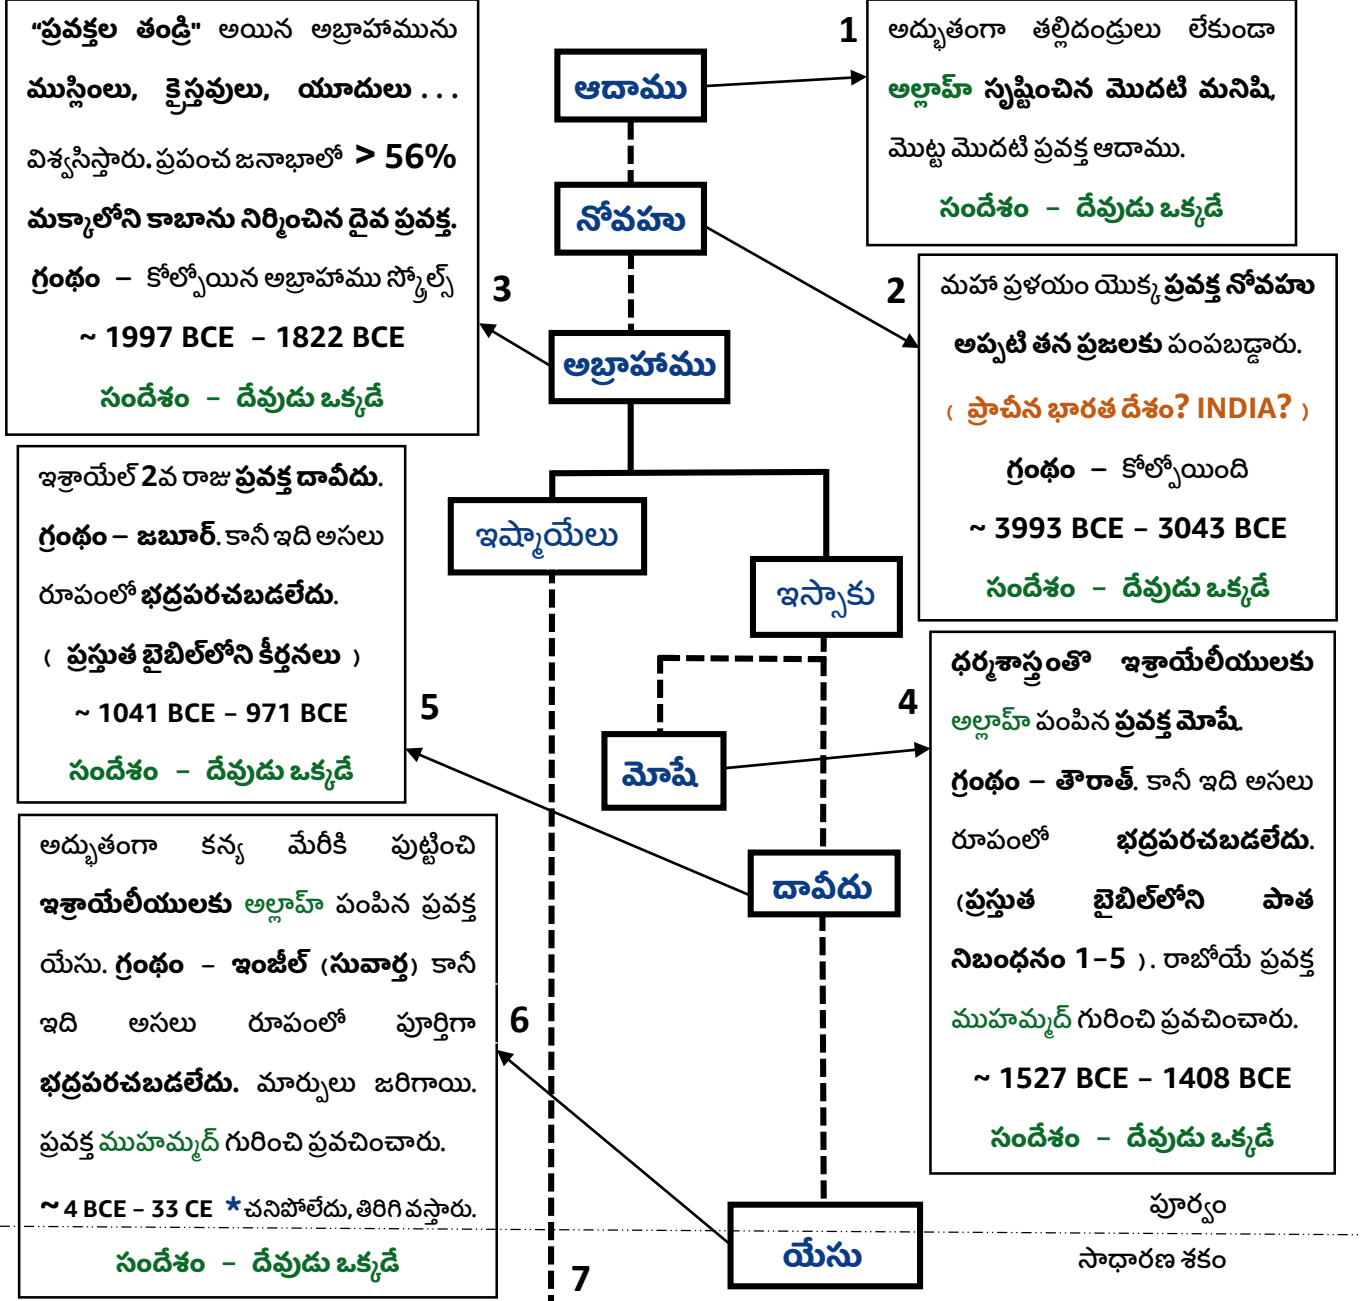 “ప్రవక్తల తండ్రి" అయిన అబ్రాహామును
ముస్లింలు, క్రైస్తవులు, యూదులు . . .
విశ్వసిస్తారు. ప్రపంచ జనాభాలో > 56%
మక్కాలోని కాబాను నిర్మించిన దైవ ప్రవక్త.
గ్రంథం – కోల్పోయిన అబ్రాహాము స్క్రోల్స్
~ 1997 BCE – 1822 BCE
సందేశం – దేవుడు ఒక్కడే
3
ఆదాము
నోవహు
అబ్రాహాము
ఇష్మాయేలు
ఇస్సాకు
మోషే
దావీదు
యేసు
1
అద్భుతంగా తల్లిదండ్రులు లేకుండా
అల్లాహ్ సృష్టించిన మొదటి మనిషి,
మొట్ట మొదటి ప్రవక్త ఆదాము.
సందేశం – దేవుడు ఒక్కడే
2
మహా ప్రళయం యొక్క ప్రవక్త నోవహు
అప్పటి తన ప్రజలకు పంపబడ్డారు.
( ప్రాచీన భారత దేశం? INDIA? )
గ్రంథం – కోల్పోయింది
~ 3993 BCE – 3043 BCE
సందేశం – దేవుడు ఒక్కడే
ఇశ్రాయేల్ 2వ రాజు ప్రవక్త దావీదు.
గ్రంథం – జబూర్. కానీ ఇది అసలు
రూపంలో భద్రపరచబడలేదు.
( ప్రస్తుత బైబిల్‌లోని కీర్తనలు )
~ 1041 BCE – 971 BCE
సందేశం – దేవుడు ఒక్కడే
5
4
ధర్మశాస్త్రంతొ ఇశ్రాయేలీయులకు
అల్లాహ్ పంపిన ప్రవక్త మోషే.
గ్రంథం – తౌరాత్. కానీ ఇది అసలు
రూపంలో భద్రపరచబడలేదు.
(ప్రస్తుత బైబిల్‌లోని పాత
నిబంధనం 1–5 ). రాబోయే ప్రవక్త
ముహమ్మద్ గురించి ప్రవచించారు.
~ 1527 BCE – 1408 BCE
సందేశం – దేవుడు ఒక్కడే
అద్భుతంగా కన్య మేరీకి పుట్టించి
ఇశ్రాయేలీయులకు అల్లాహ్ పంపిన ప్రవక్త
యేసు. గ్రంథం – ఇంజీల్ (సువార్త) కానీ
ఇది అసలు రూపంలో పూర్తిగా
భద్రపరచబడలేదు. మార్పులు జరిగాయి.
ప్రవక్త ముహమ్మద్ గురించి ప్రవచించారు.
~ 4 BCE – 33 CE *చనిపోలేదు, తిరిగి వస్తారు.
సందేశం – దేవుడు ఒక్కడే
6
7
పూర్వం
సాధారణ శకం